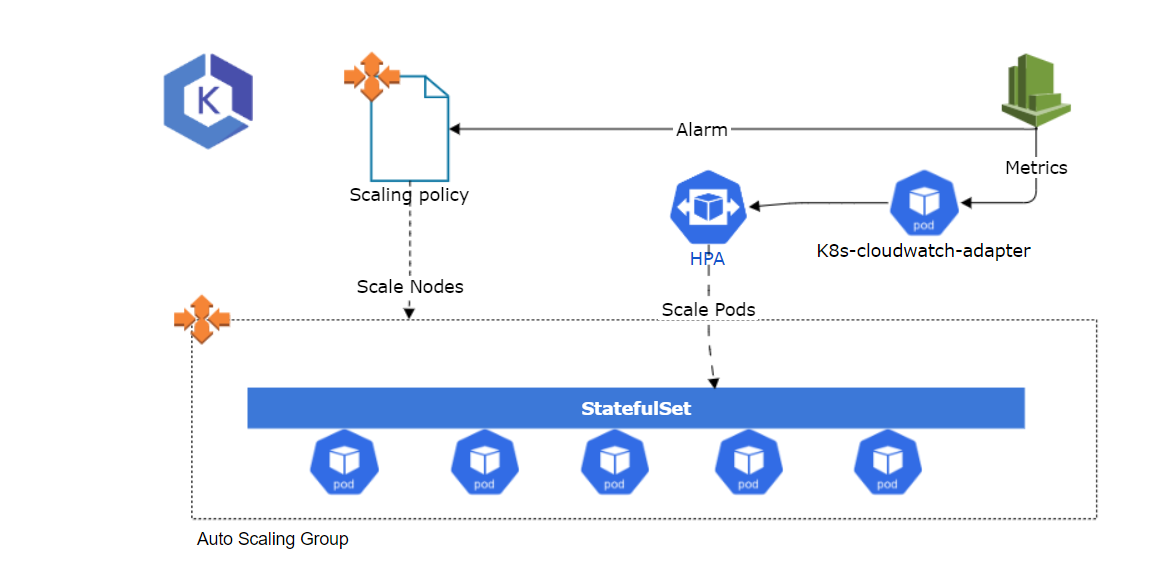 K
Alarm
Metrics
Scaling policy
pod
K8s-cloudwatch-adapter
HPA
Scale Nodes
Scale Pods
StatefulSet
pod
pod
pod
pod
pod
Auto Scaling Group